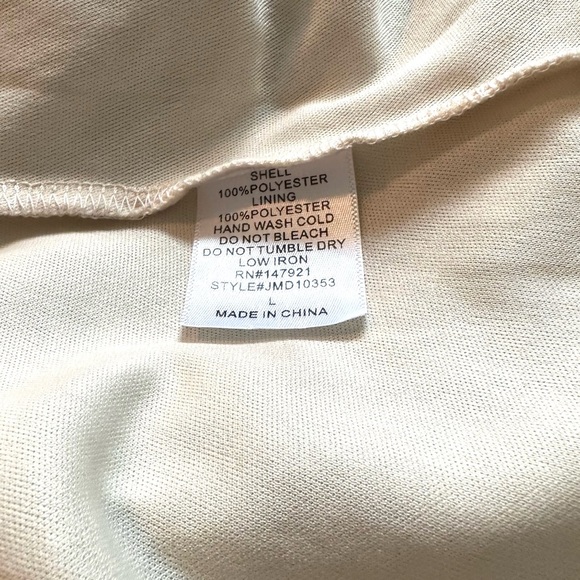 SHELL
100%POLYESTER
LINING
100%POLYESTER
HAND WASH COLD
DO NOT BLEACH
DO NOT TUMBLE DRY
LOW IRON
RN#147921
STYLE#JMD10353
L
MADE IN CHINA